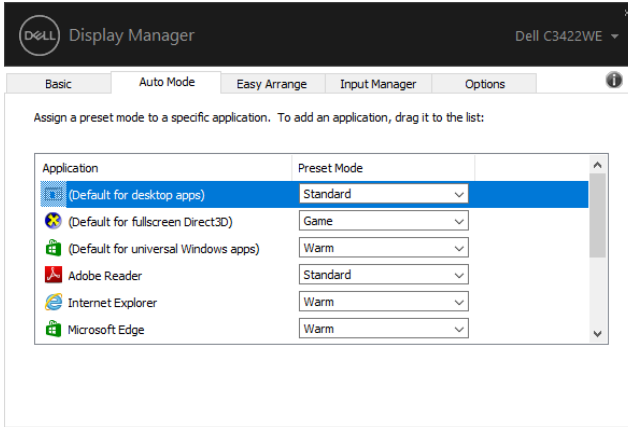 DELL Display Manager Dell C3422WE
Basic Auto Mode Easy Arrange Input Manager Options
Assign a preset mode to a specific application. To add an application, drag it to the list:
Application Preset Mode
(Default for desktop apps) Standard
(Default for fullscreen Direct3D) Game
(Default for universal Windows apps) Warm
Adobe Reader Standard
Internet Explorer Warm
Microsoft Edge Warm